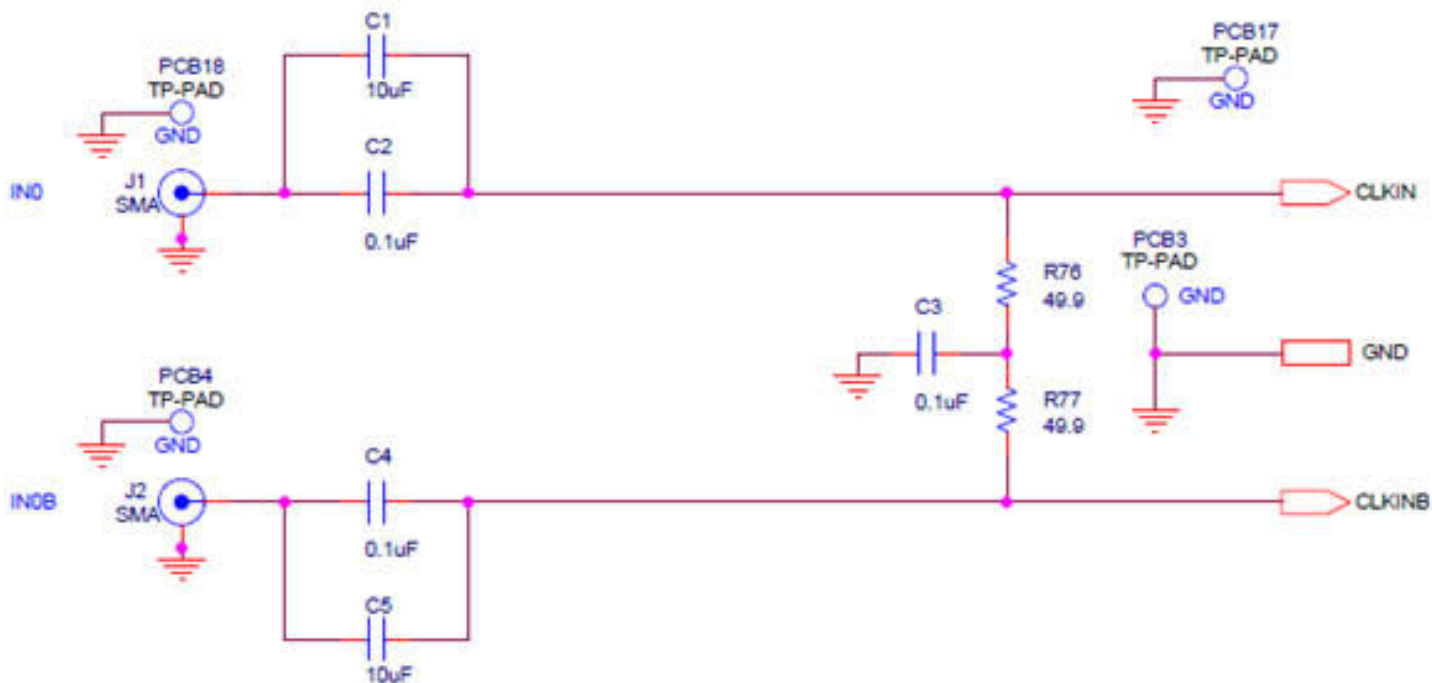 C1
10uF
PCB18
TP-PAD
GND
PCB17
TP-PAD
GND
C2
0.1uF
IN0
J1
SMA
CLKIN
PCB3
TP-PAD
GND
R76
49.9
C3
0.1uF
GND
R77
49.9
PCB4
TP-PAD
GND
C4
0.1uF
IN0B
J2
SMA
CLKINB
C5
10uF